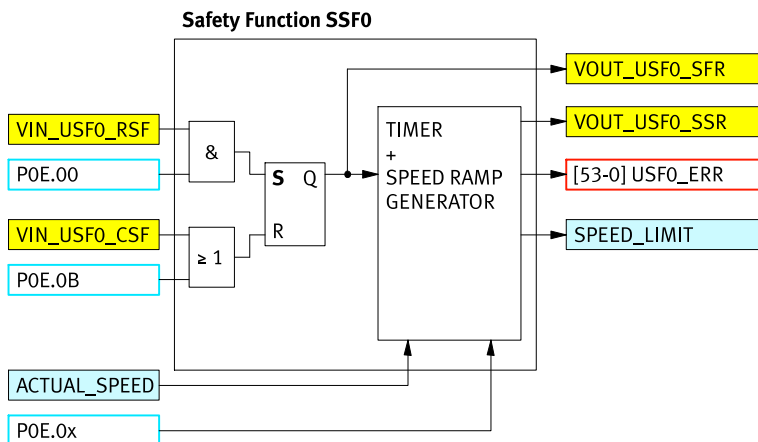 Safety Function SSF0
VIN_USF0_RSF
P0E.00
VIN_USF0_CSF
P0E.0B
ACTUAL_SPEED
P0E.0x
&
≥ 1
S Q
R
TIMER
+
SPEED RAMP
GENERATOR
VOUT_USF0_SFR
VOUT_USF0_SSR
[53-0] USF0_ERR
SPEED_LIMIT